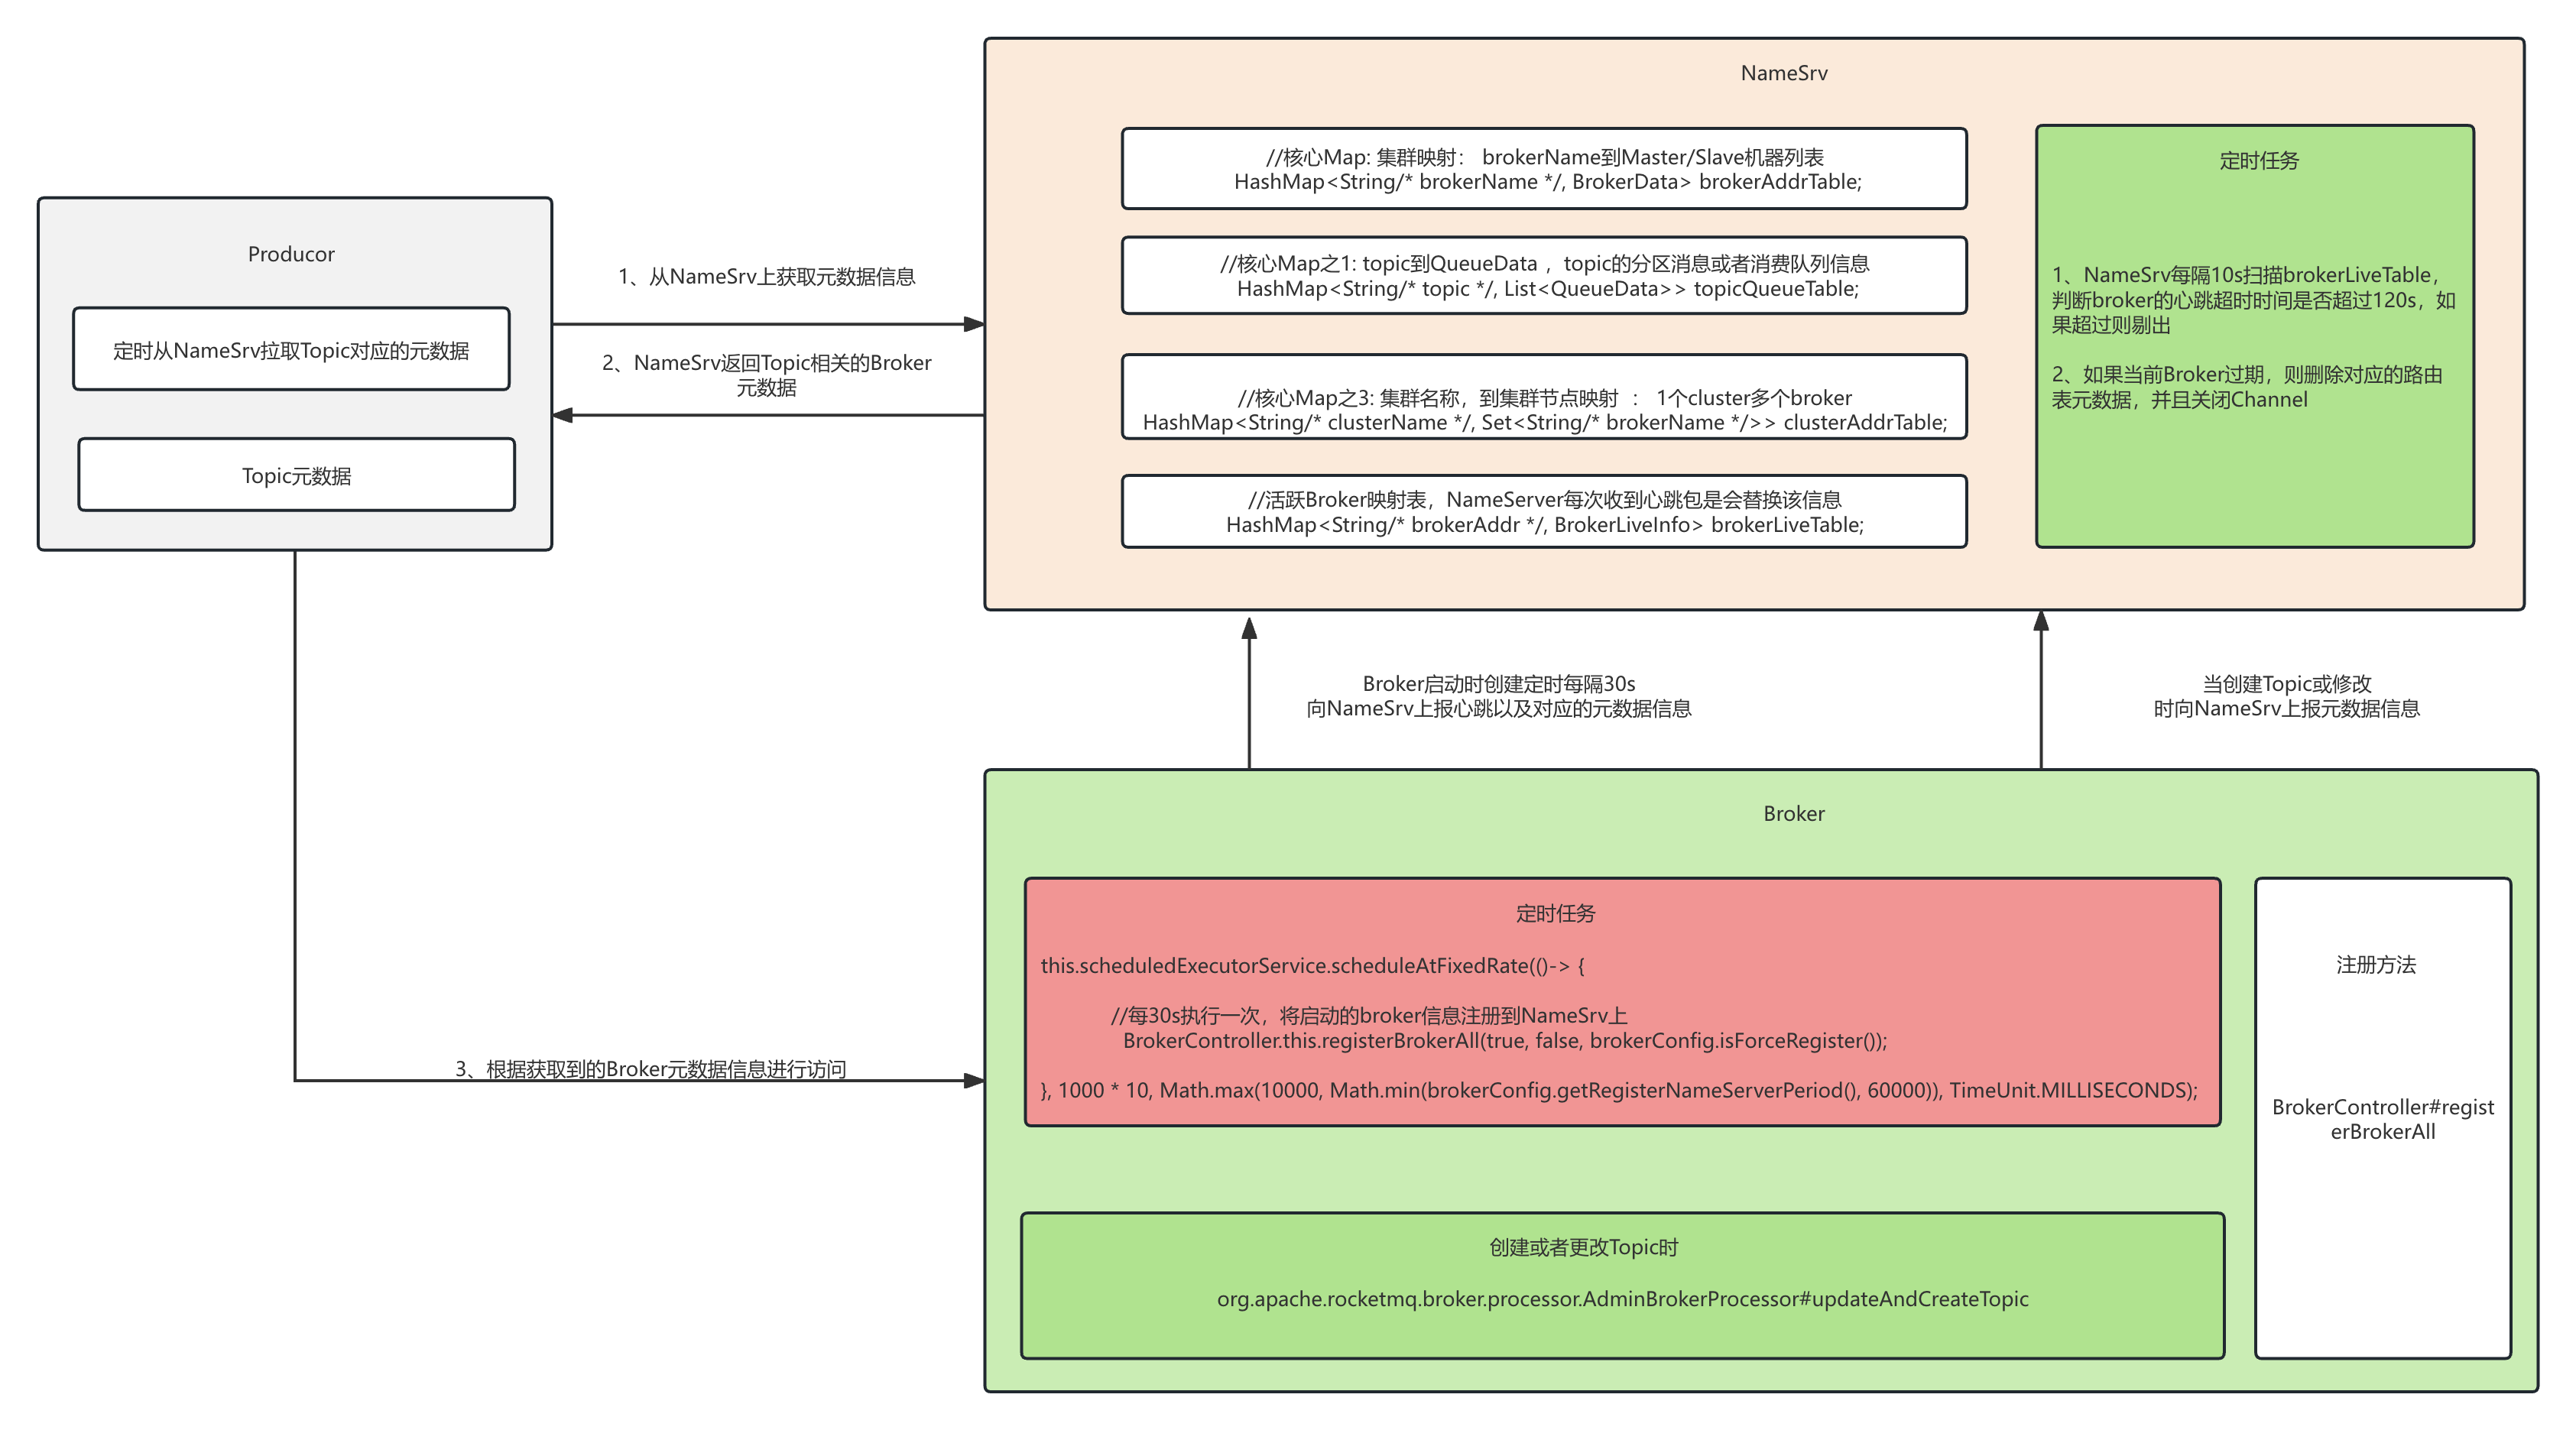 NameSrv
//核心Map: 集群映射： brokerName到Master/Slave机器列表
HashMap<String/* brokerName */, BrokerData> brokerAddrTable;
//核心Map之1: topic到QueueData ，topic的分区消息或者消费队列信息
HashMap<String/* topic */, List<QueueData>> topicQueueTable;
//核心Map之3: 集群名称，到集群节点映射 ： 1个cluster多个broker
HashMap<String/* clusterName */, Set<String/* brokerName */>> clusterAddrTable;
//活跃Broker映射表，NameServer每次收到心跳包是会替换该信息
HashMap<String/* brokerAddr */, BrokerLiveInfo> brokerLiveTable;
定时任务
1、NameSrv每隔10s扫描brokerLiveTable，
判断broker的心跳超时时间是否超过120s，如
果超过则剔出
2、如果当前Broker过期，则删除对应的路由
表元数据，并且关闭Channel
Producor
定时从NameSrv拉取Topic对应的元数据
Topic元数据
1、从NameSrv上获取元数据信息
2、NameSrv返回Topic相关的Broker
元数据
Broker启动时创建定时每隔30s
向NameSrv上报心跳以及对应的元数据信息
当创建Topic或修改
时向NameSrv上报元数据信息
3、根据获取到的Broker元数据信息进行访问
Broker
定时任务
this.scheduledExecutorService.scheduleAtFixedRate(()-> {
//每30s执行一次，将启动的broker信息注册到NameSrv上
BrokerController.this.registerBrokerAll(true, false, brokerConfig.isForceRegister());
}, 1000 * 10, Math.max(10000, Math.min(brokerConfig.getRegisterNameServerPeriod(), 60000)), TimeUnit.MILLISECONDS);
创建或者更改Topic时
org.apache.rocketmq.broker.processor.AdminBrokerProcessor#updateAndCreateTopic
注册方法
BrokerController#regist
erBrokerAll